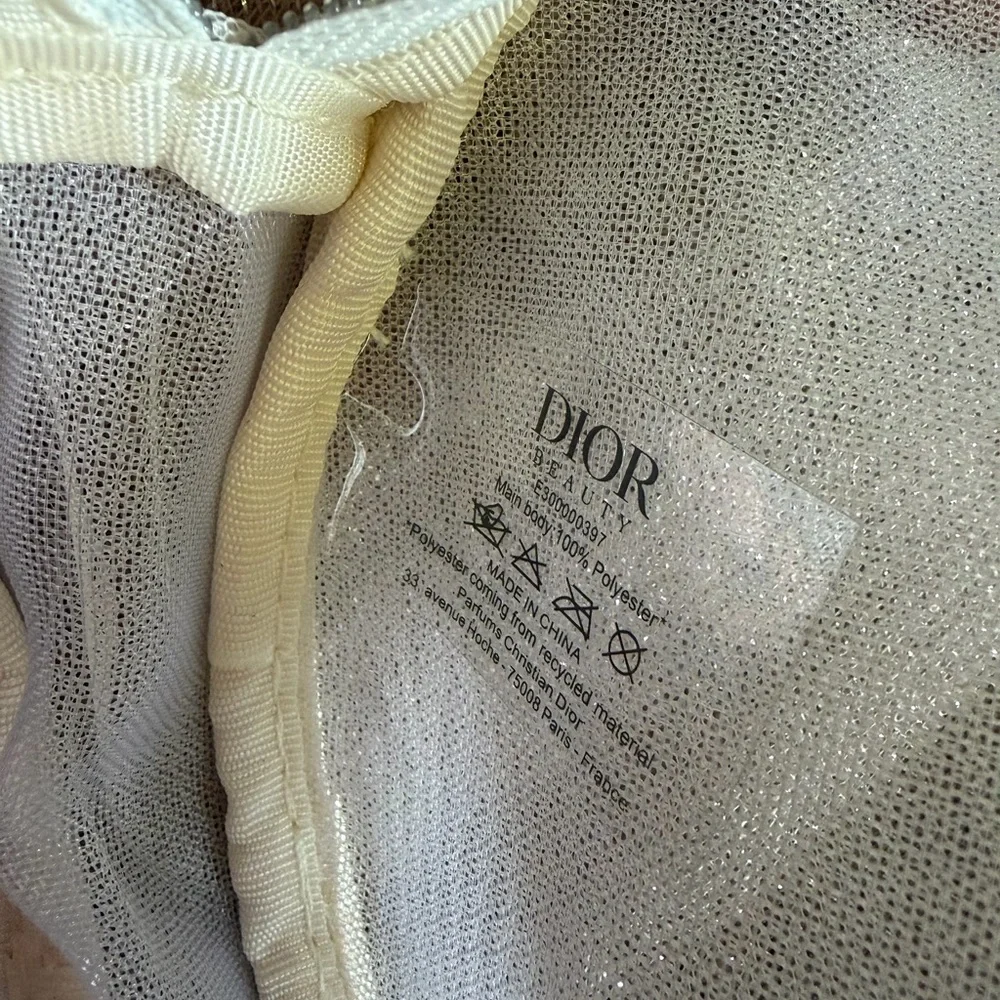 DIOR
BEAUTY
E300000397
Main body:100% Polyester*
MADE IN CHINA
*Polyester coming from recycled material
Parfums Christian Dior
33, avenue Hoche - 75008 Paris - France